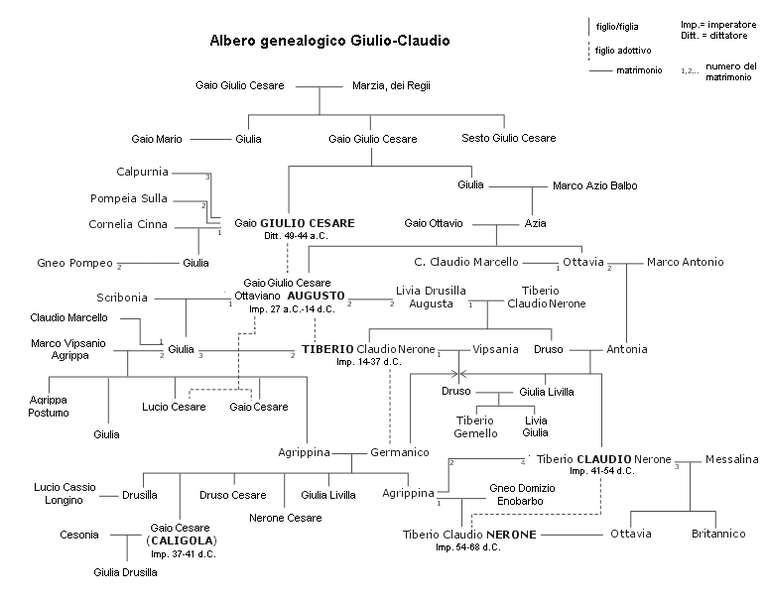 Albero genealogico Giulio-Claudio
figlio/figlia
Imp.= imperatore
Ditt. = dittatore
figlio adottivo
matrimonio
1,2... numero del
matrimonio
Gaio Giulio Cesare
Marzia, dei Regii
Gaio Mario
Giulia
Gaio Giulio Cesare
Sesto Giulio Cesare
Calpurnia
3
Giulia
Marco Azio Balbo
Pompeia Sulla
2
Cornelia Cinna
1
Gaio GIULIO CESARE
Ditt. 49-44 a.C.
Gaio Ottavio
Azia
Gneo Pompeo
2
Giulia
C. Claudio Marcello
1
Ottavia
2
Marco Antonio
Scribonia
1
Gaio Giulio Cesare
Ottaviano AUGUSTO
Imp. 27 a.C.-14 d.C.
2
2
Livia Drusilla
Augusta
1
Tiberio
Claudio Nerone
Claudio Marcello
1
Marco Vipsanio
Agrippa
2
Giulia
3
2
TIBERIO Claudio Nerone
Imp. 14-37 d.C.
1
Vipsania
Druso
Antonia
Agrippa
Postumo
Giulia
Lucio Cesare
Gaio Cesare
Druso
Giulia Livilla
Tiberio
Gemello
Livia
Giulia
Agrippina
Germanico
2
4
Tiberio CLAUDIO Nerone
Imp. 41-54 d.C.
3
Messalina
Lucio Cassio
Longino
Drusilla
Druso Cesare
Giulia Livilla
Agrippina
1
Gneo Domizio
Enobarbo
Nerone Cesare
Cesonia
Gaio Cesare
(CALIGOLA)
Imp. 37-41 d.C.
Tiberio Claudio NERONE
Imp. 54-68 d.C.
Ottavia
Britannico
Giulia Drusilla